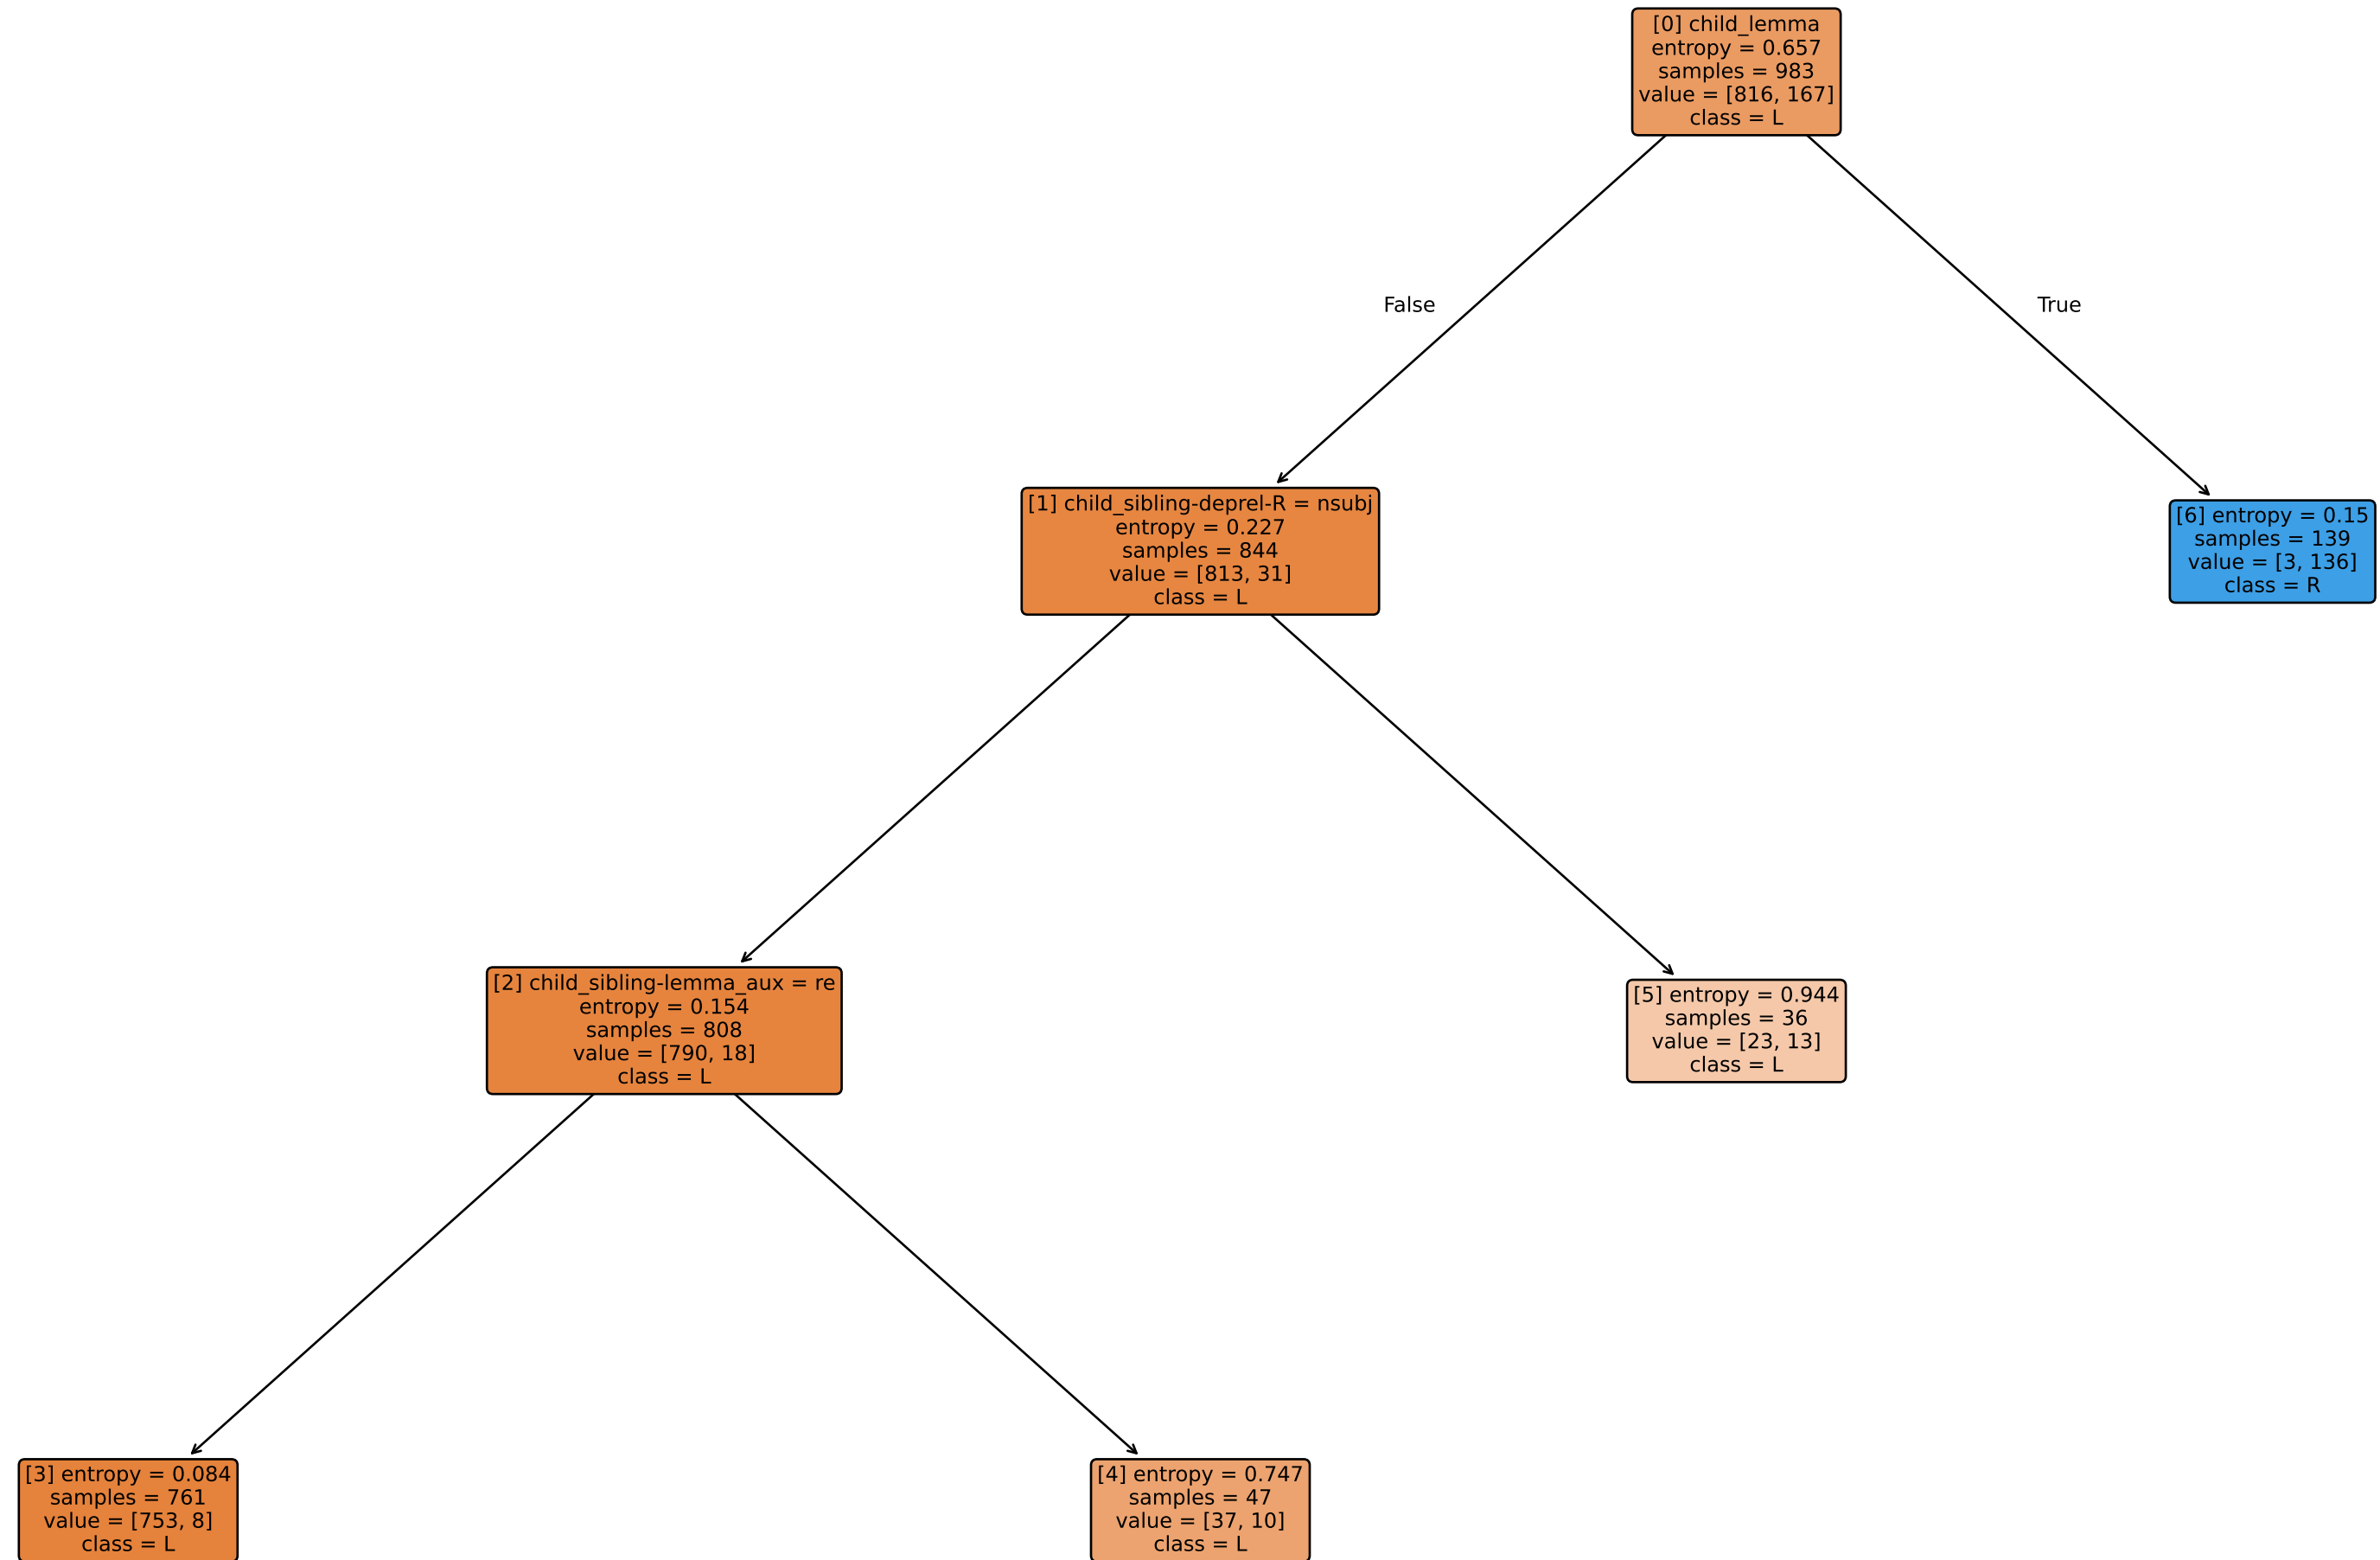 [0] child_lemma
entropy = 0.657
samples = 983
value = [816, 167]
class = L
False
True
[1] child_sibling-deprel-R = nsubj
entropy = 0.227
samples = 844
value = [813, 31]
class = L
[6] entropy = 0.15
samples = 139
value = [3, 136]
class = R
[2] child_sibling-lemma_aux = re
entropy = 0.154
samples = 808
value = [790, 18]
class = L
[5] entropy = 0.944
samples = 36
value = [23, 13]
class = L
[3] entropy = 0.084
samples = 761
value = [753, 8]
class = L
[4] entropy = 0.747
samples = 47
value = [37, 10]
class = L